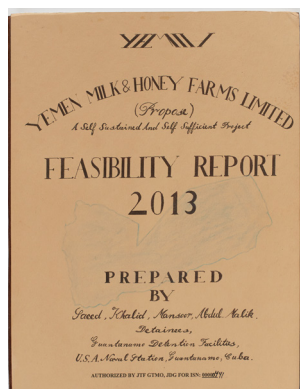 YEMEN MILK & HONEY FARMS LIMITED
(Propose)
A Self Sustained And Self Sufficient Project
FEASIBILITY REPORT
2013
PREPARED
BY
Saeed, Khalid, Mansoor, Abdul Malik.
Detainees,
Guantanamo Detention Facilities,
U.S.A. Naval Station, Guantanamo, Cuba.
AUTHORIZED BY JTF GTMO, JDG FOR ISN: